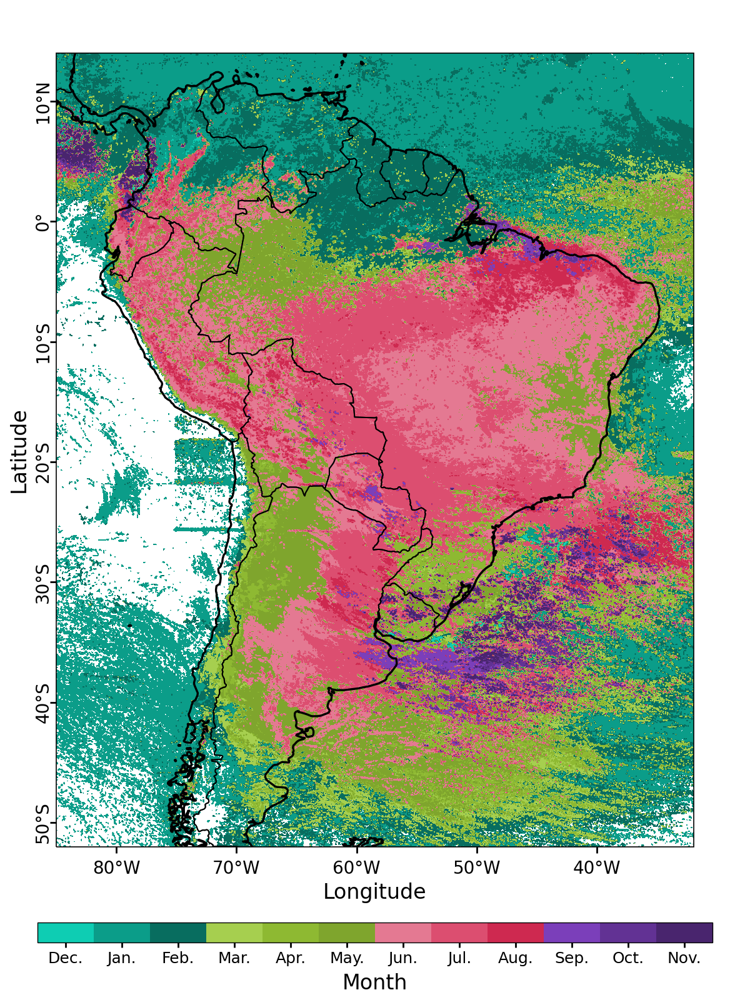 10°N
0°
10°S
20°S
30°S
40°S
50°S
Latitude
80°W 70°W 60°W 50°W 40°W
Longitude
Dec. Jan. Feb. Mar. Apr. May. Jun. Jul. Aug. Sep. Oct. Nov.
Month